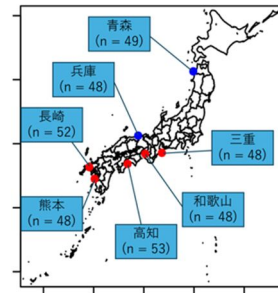 青森
(n = 49)
兵庫
(n = 48)
長崎
(n = 52)
三重
(n = 48)
熊本
(n = 48)
高知
(n = 53)
和歌山
(n = 48)